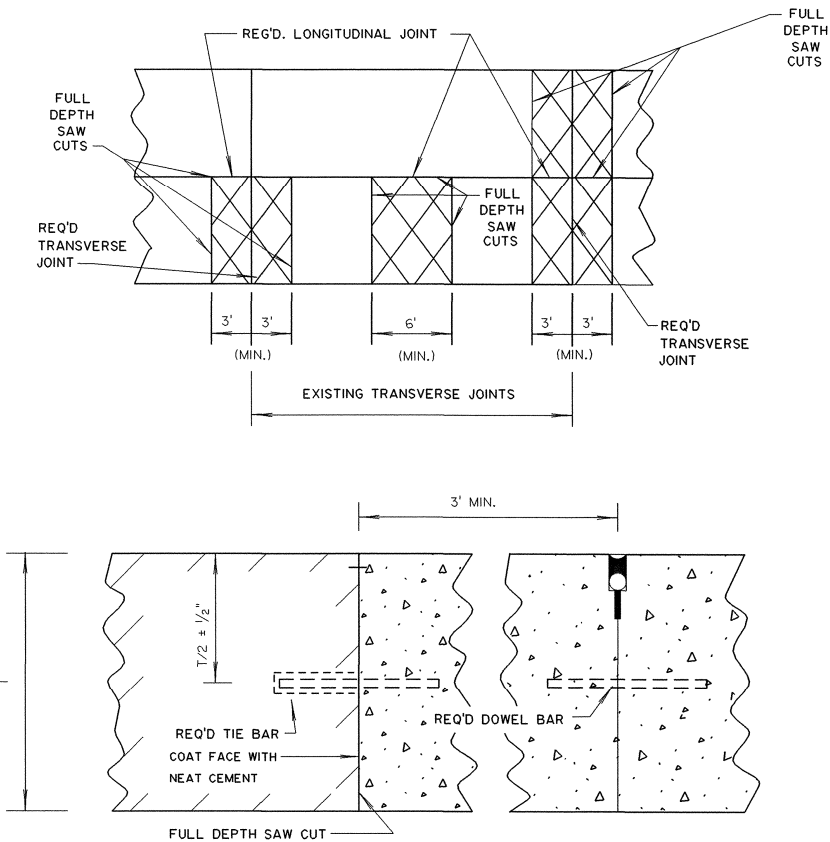 REG'D. LONGITUDINAL JOINT
FULL
DEPTH
SAW
CUTS
FULL
DEPTH
SAW
CUTS
FULL
DEPTH
SAW
CUTS
REQ'D
TRANSVERSE
JOINT
3'
3'
(MIN.)
6'
(MIN.)
3'
3'
(MIN.)
REQ'D
TRANSVERSE
JOINT
EXISTING TRANSVERSE JOINTS
3' MIN.
T/2 ± 1/2"
REQ'D TIE BAR
COAT FACE WITH
NEAT CEMENT
REQ'D DOWEL BAR
FULL DEPTH SAW CUT